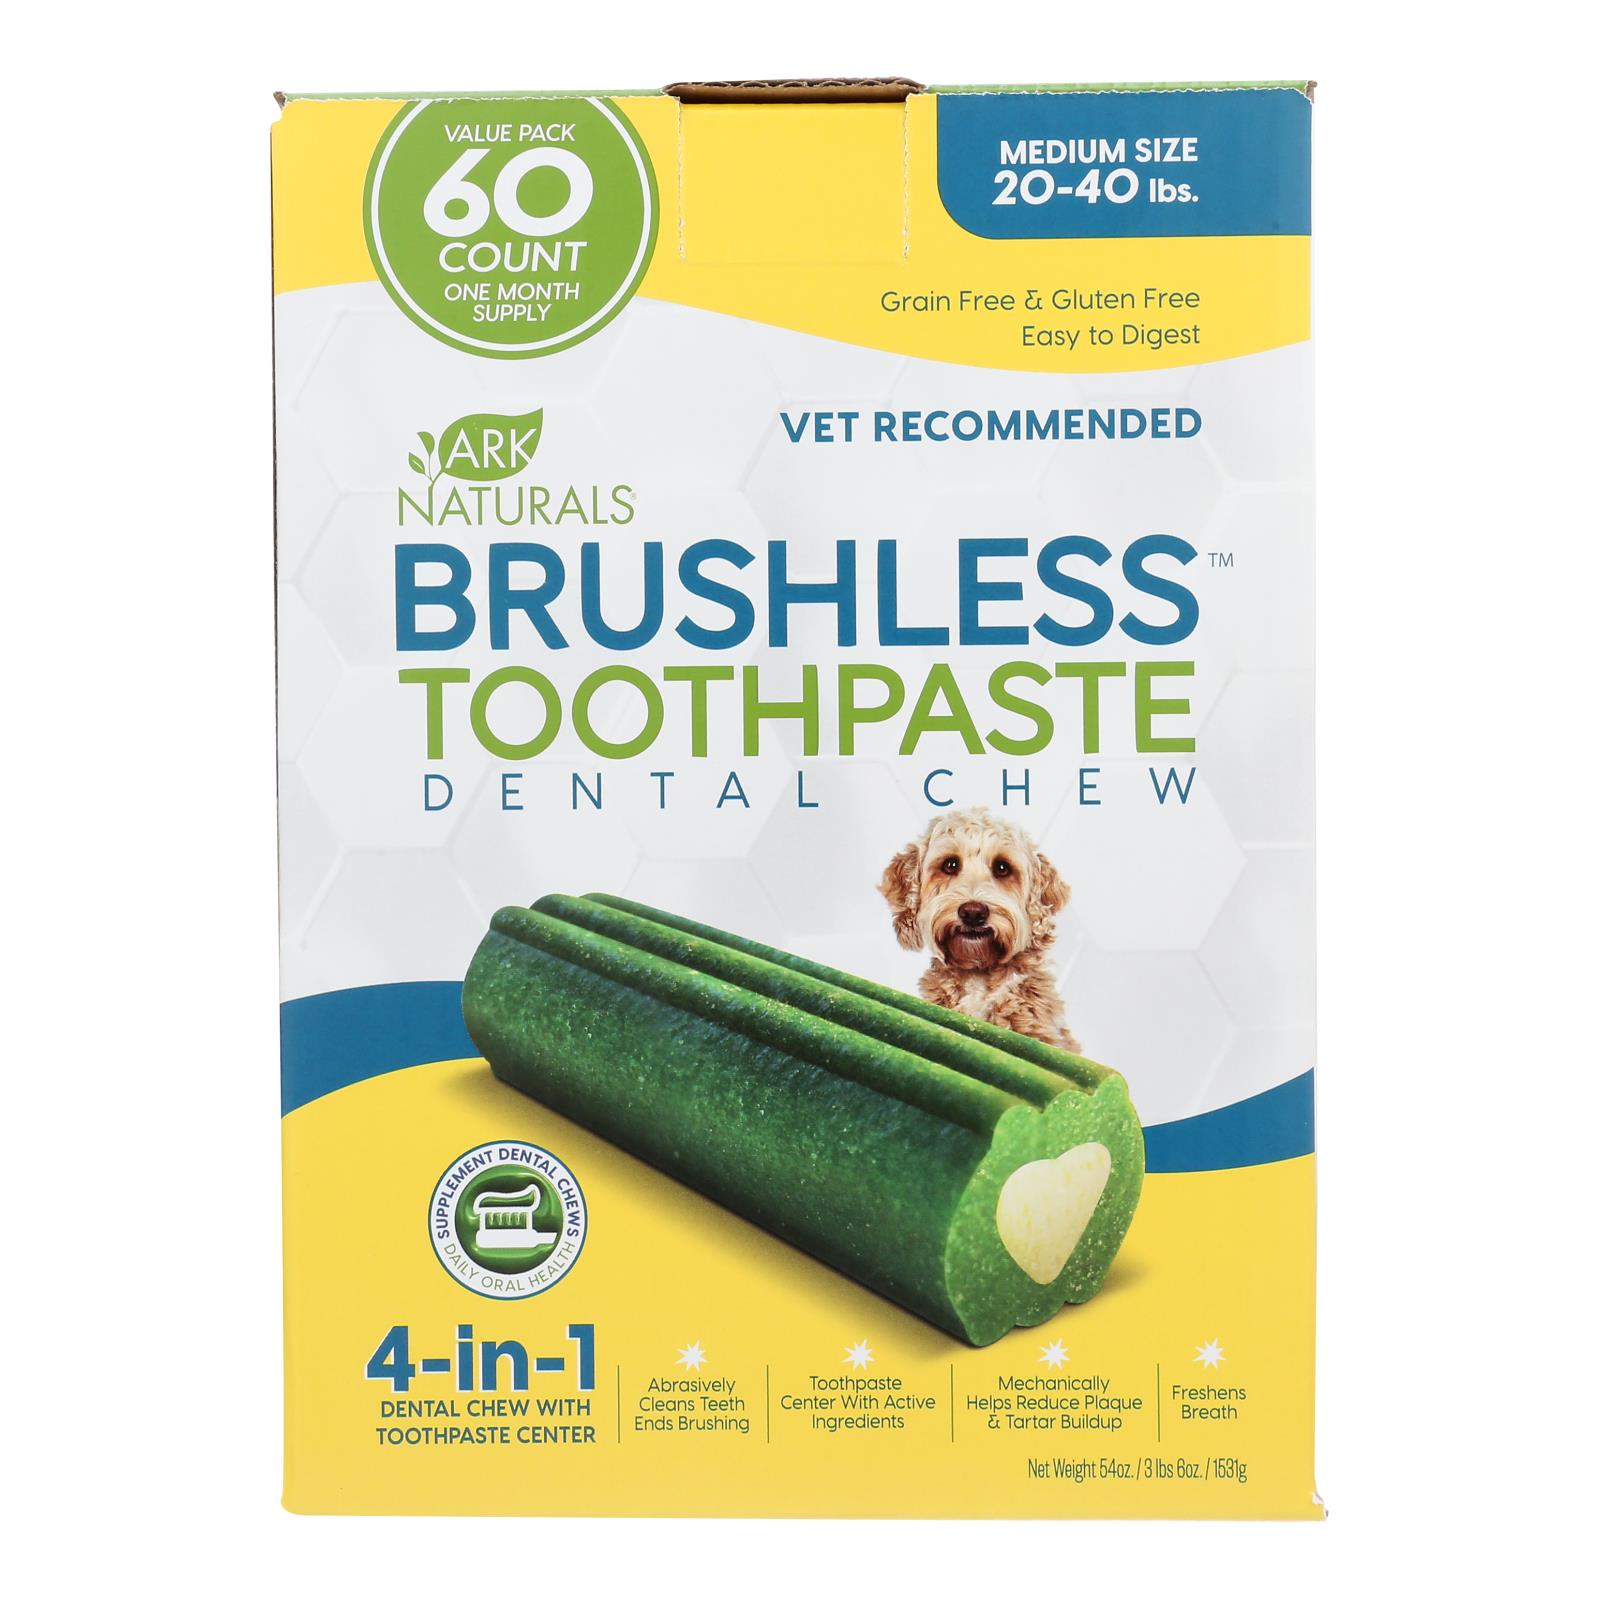 VALUE PACK
60
COUNT
ONE MONTH
SUPPLY
MEDIUM SIZE
20-40 lbs.
Grain Free & Gluten Free
Easy to Digest
VET RECOMMENDED
ARK
NATURALS®
BRUSHLESS™
TOOTHPASTE
DENTAL CHEW
SUPPLEMENT DENTAL CHEWS
DAILY ORAL HEALTH
4-in-1
DENTAL CHEW WITH
TOOTHPASTE CENTER
Abrasively
Cleans Teeth
Ends Brushing
Toothpaste
Center With Active
Ingredients
Mechanically
Helps Reduce Plaque
& Tartar Buildup
Freshens
Breath
Net Weight 54oz. / 3 lbs 6oz. / 1531g